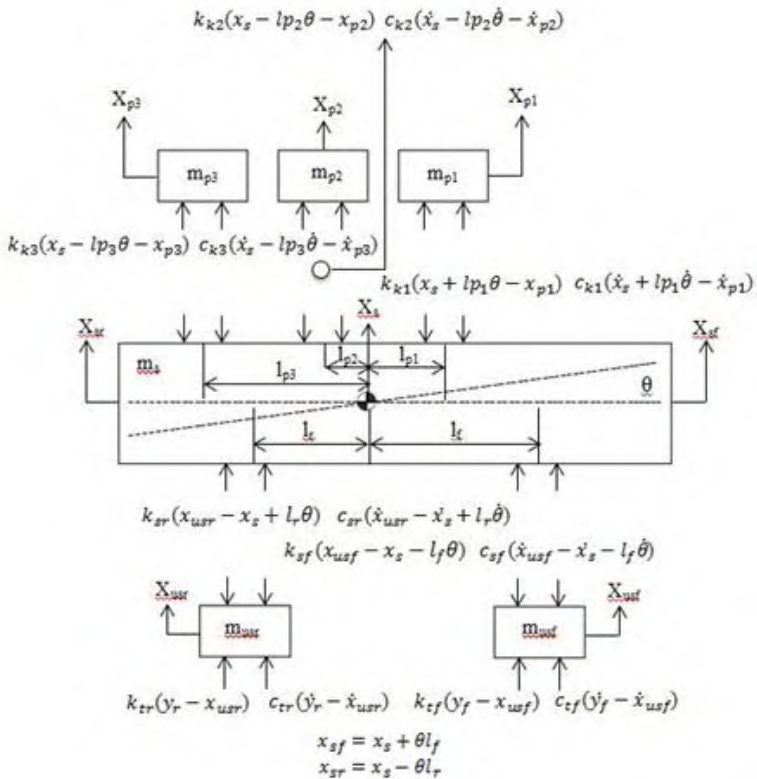 k_{k2}(x_s − lp_2θ − x_{p2}) c_{k2}(ẋ_s − lp_2θ̇ − ẋ_{p2})
X_{p3} X_{p2} X_{p1}
m_{p3} m_{p2} m_{p1}
k_{k3}(x_s − lp_3θ − x_{p3}) c_{k3}(ẋ_s − lp_3θ̇ − ẋ_{p3})
k_{k1}(x_s + lp_1θ − x_{p1}) c_{k1}(ẋ_s + lp_1θ̇ − ẋ_{p1})
X_{sr} X_s X_{sf}
m_s l_{p3} l_{p2} l_{p1} θ
l_r l_f
k_{sr}(x_{usr} − x_s + l_rθ) c_{sr}(ẋ_{usr} − ẋ_s + l_rθ̇)
k_{sf}(x_{usf} − x_s − l_fθ) c_{sf}(ẋ_{usf} − ẋ_s − l_fθ̇)
X_{usr} X_{usf}
m_{usr} m_{usf}
k_{tr}(y_r − x_{usr}) c_{tr}(ẏ_r − ẋ_{usr}) k_{tf}(y_f − x_{usf}) c_{tf}(ẏ_f − ẋ_{usf})
x_{sf} = x_s + θl_f
x_{sr} = x_s − θl_r